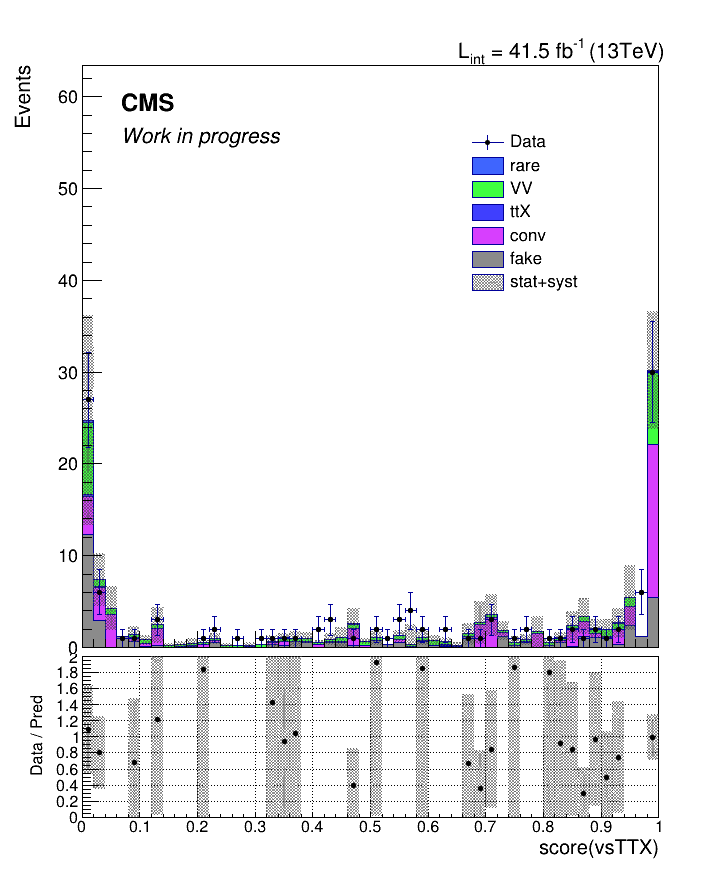 L_int = 41.5 fb^-1 (13TeV)
Events
CMS
Work in progress
Data
rare
VV
ttX
conv
fake
stat+syst
60
50
40
30
20
10
0
Data / Pred
2
1.8
1.6
1.4
1.2
1
0.8
0.6
0.4
0.2
0
0 0.1 0.2 0.3 0.4 0.5 0.6 0.7 0.8 0.9 1
score(vsTTX)